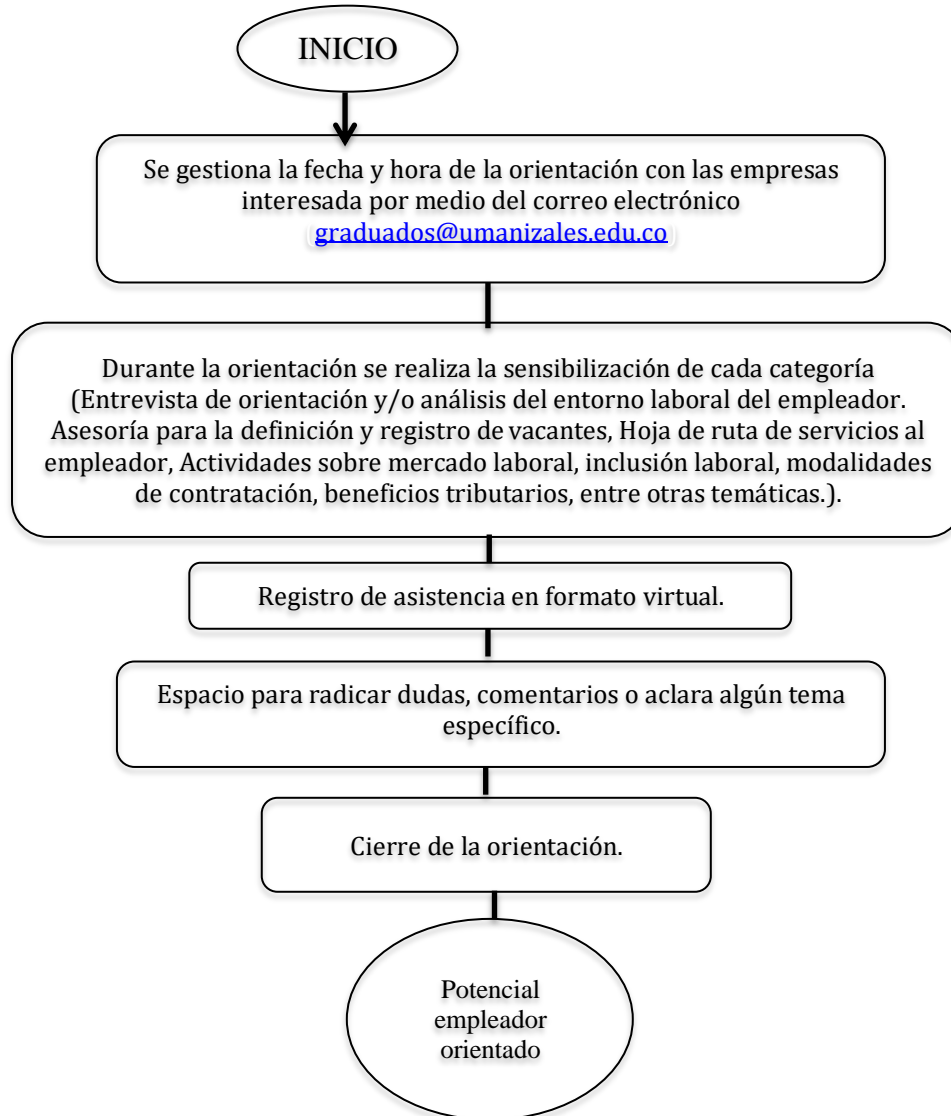 INICIO
Se gestiona la fecha y hora de la orientación con las empresas
interesada por medio del correo electrónico
graduados@umanizales.edu.co
Durante la orientación se realiza la sensibilización de cada categoría
(Entrevista de orientación y/o análisis del entorno laboral del empleador.
Asesoría para la definición y registro de vacantes, Hoja de ruta de servicios al
empleador, Actividades sobre mercado laboral, inclusión laboral, modalidades
de contratación, beneficios tributarios, entre otras temáticas.).
Registro de asistencia en formato virtual.
Espacio para radicar dudas, comentarios o aclara algún tema
específico.
Cierre de la orientación.
Potencial
empleador
orientado